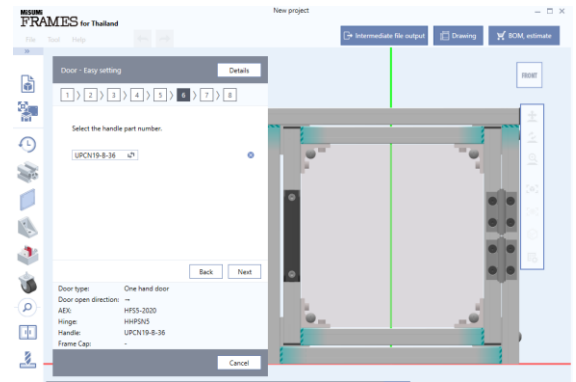 MISUMI
FRAMES for Thailand
New project
File Tool Help
Intermediate file output
Drawing
BOM, estimate
Door - Easy setting
Details
1 2 3 4 5 6 7 8
Select the handle part number.
UPCN19-B-36
Back
Next
Door type: One hand door
Door open direction: →
AEX: HFS5-2020
Hinge: HHPSN5
Handle: UPCN19-B-36
Frame Cap: -
Cancel
FRONT